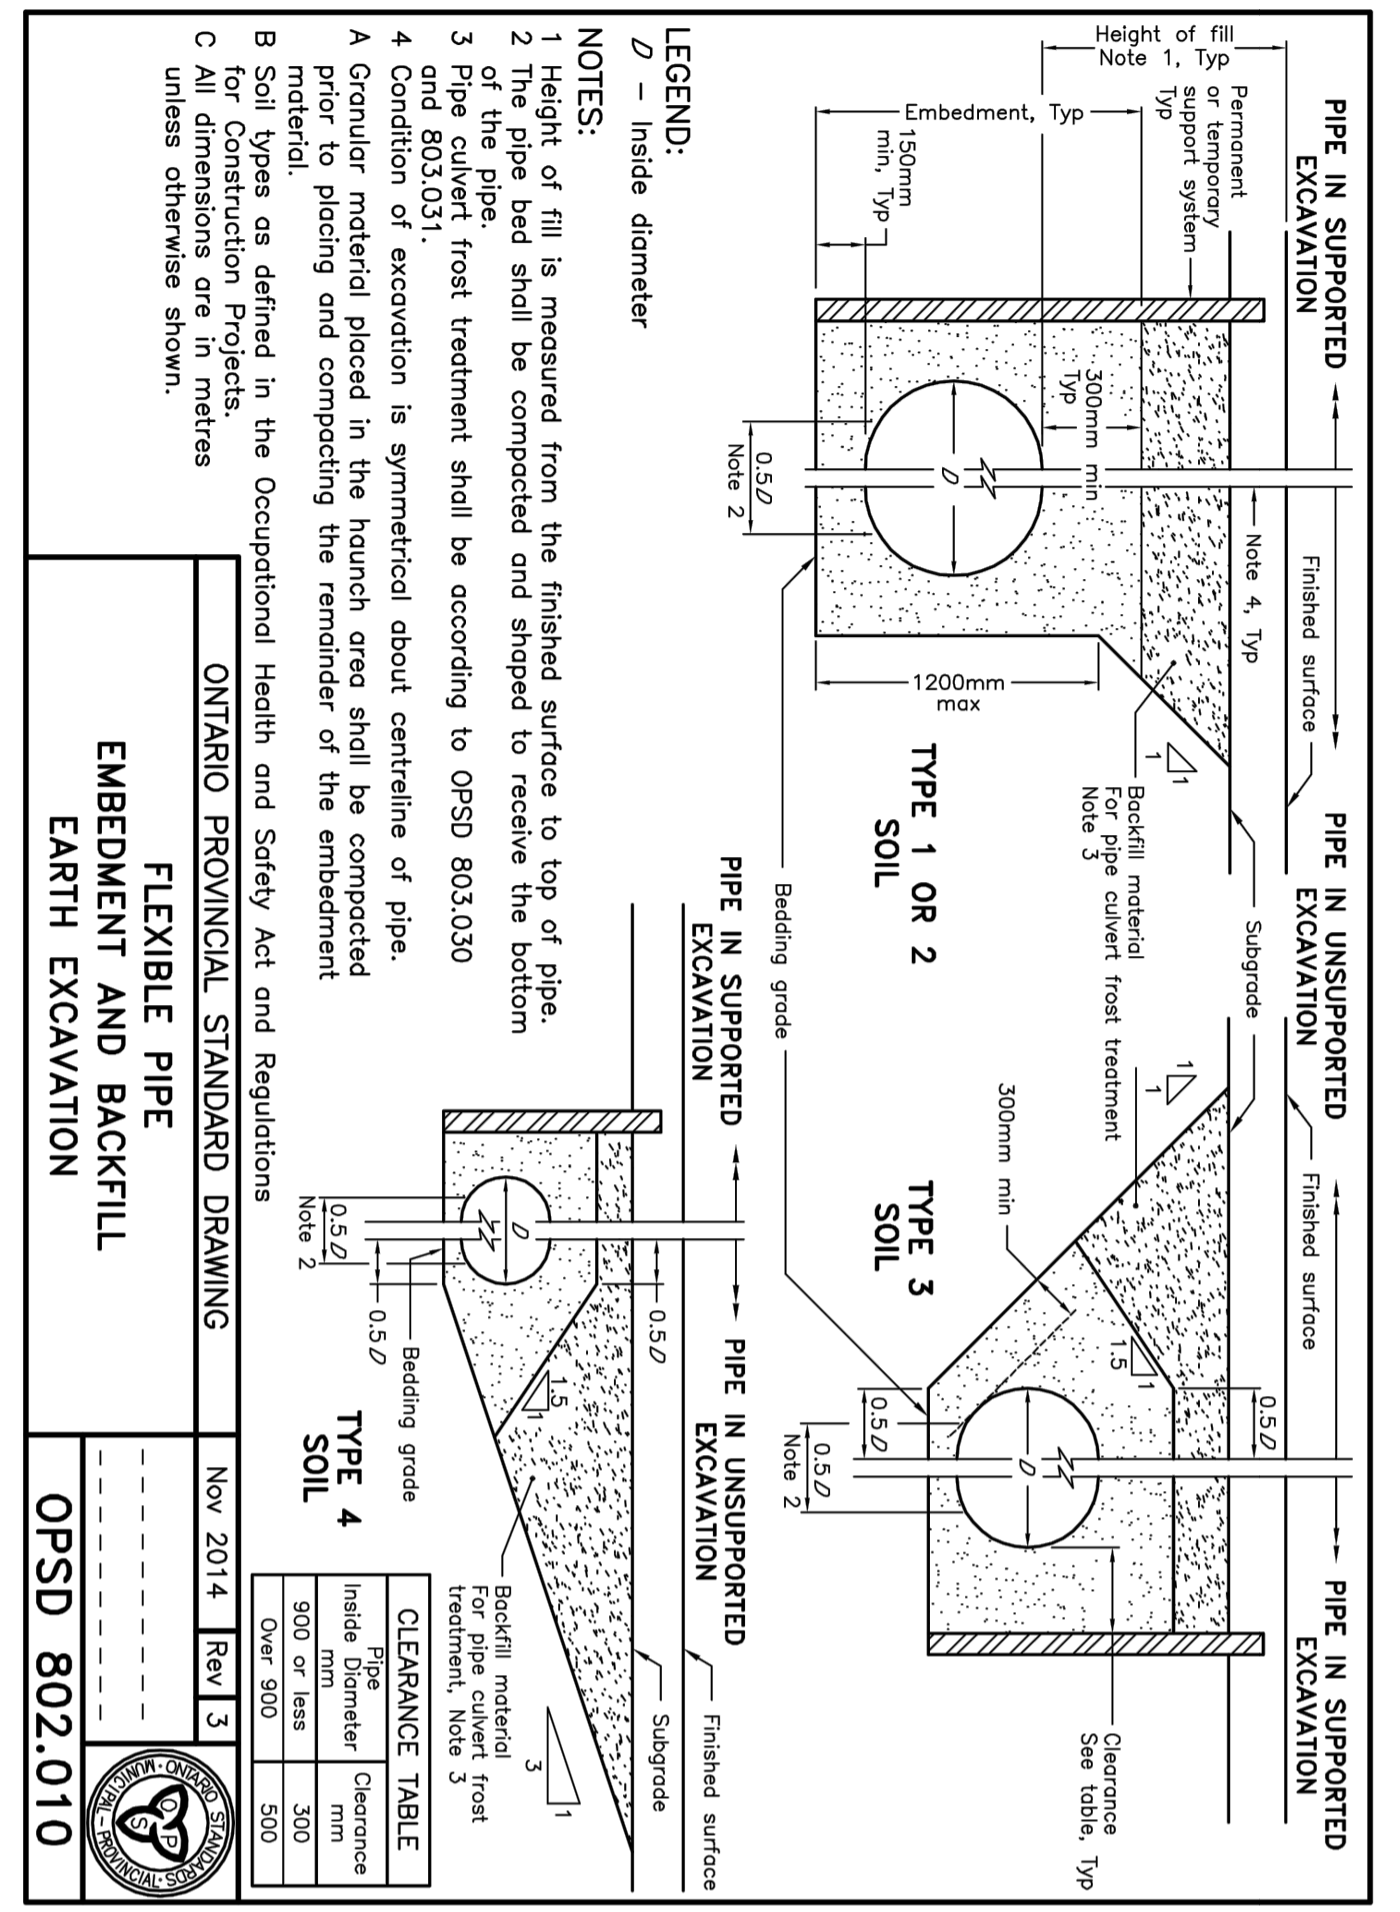 PIPE IN SUPPORTED
EXCAVATION
PIPE IN UNSUPPORTED
EXCAVATION
PIPE IN SUPPORTED
EXCAVATION
Height of fill
Note 1, Typ
Permanent
or temporary
support system
Typ
Embedment, Typ
150mm
min, Typ
300mm min
Typ
D
0.5D
Note 2
Note 4, Typ
Finished surface
Subgrade
Finished surface
1200mm
max
1
1
Backfill material
For pipe culvert frost treatment
Note 3
TYPE 1 OR 2
SOIL
Bedding grade
1
1
300mm min
TYPE 3
SOIL
1.5
1
0.5D
0.5D
D
0.5D
Note 2
Clearance
See table, Typ
LEGEND:
D – Inside diameter
NOTES:
1 Height of fill is measured from the finished surface to top of pipe.
2 The pipe bed shall be compacted and shaped to receive the bottom
of the pipe.
3 Pipe culvert frost treatment shall be according to OPSD 803.030
and 803.031.
4 Condition of excavation is symmetrical about centreline of pipe.
A Granular material placed in the haunch area shall be compacted
prior to placing and compacting the remainder of the embedment
material.
B Soil types as defined in the Occupational Health and Safety Act and Regulations
for Construction Projects.
C All dimensions are in metres
unless otherwise shown.
PIPE IN SUPPORTED
EXCAVATION
PIPE IN UNSUPPORTED
EXCAVATION
Finished surface
Subgrade
0.5D
D
0.5D
0.5D
Note 2
Bedding grade
1.5
1
3
1
Backfill material
For pipe culvert frost
treatment, Note 3
TYPE 4
SOIL
CLEARANCE TABLE
Pipe
Inside Diameter
mm
Clearance
mm
900 or less 300
Over 900 500
ONTARIO PROVINCIAL STANDARD DRAWING
Nov 2014 Rev 3
FLEXIBLE PIPE
EMBEDMENT AND BACKFILL
EARTH EXCAVATION
ONTARIO STANDARDS
MUNICIPAL-PROVINCIAL
O P S
OPSD 802.010